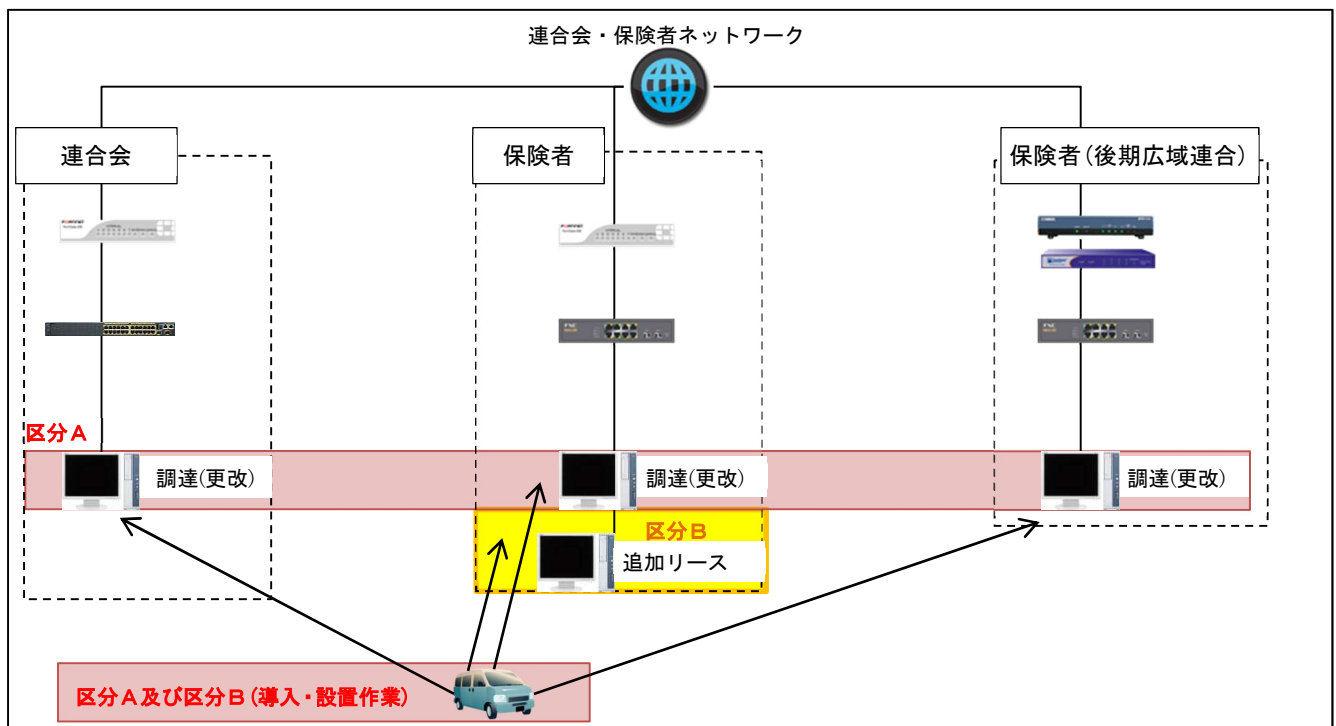 連合会・保険者ネットワーク
連合会
保険者
保険者(後期広域連合)
区分A
調達(更改)
調達(更改)
調達(更改)
区分B
追加リース
区分A及び区分B(導入・設置作業)